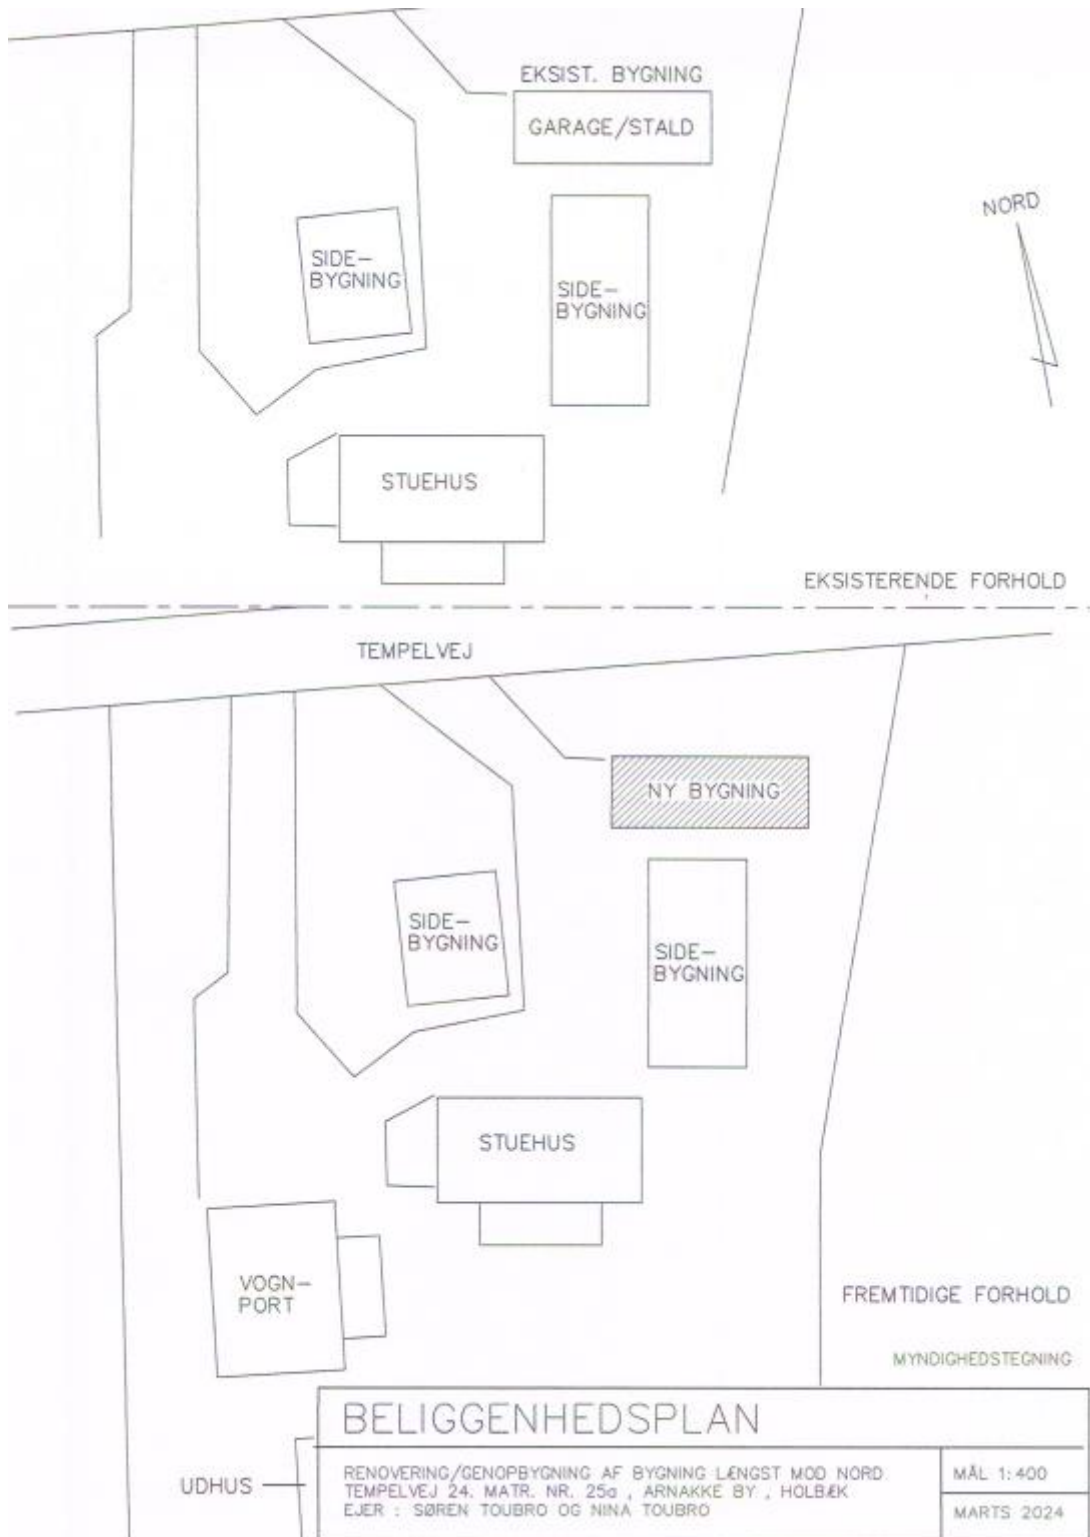 EKSIST. BYGNING
GARAGE/STALD
NORD
SIDE-
BYGNING
SIDE-
BYGNING
STUEHUS
EKSISTERENDE FORHOLD
TEMPELVEJ
NY BYGNING
SIDE-
BYGNING
SIDE-
BYGNING
STUEHUS
VOGN-
PORT
FREMTIDIGE FORHOLD
MYNDIGHEDSTEGNING
BELIGGENHEDSPLAN
UDHUS
RENOVERING/GENOPBYGNING AF BYGNING LÆNGST MOD NORD
TEMPELVEJ 24. MATR. NR. 25a , ARNAKKE BY , HOLBÆK
EJER : SØREN TOUBRO OG NINA TOUBRO
MÅL 1:400
MARTS 2024